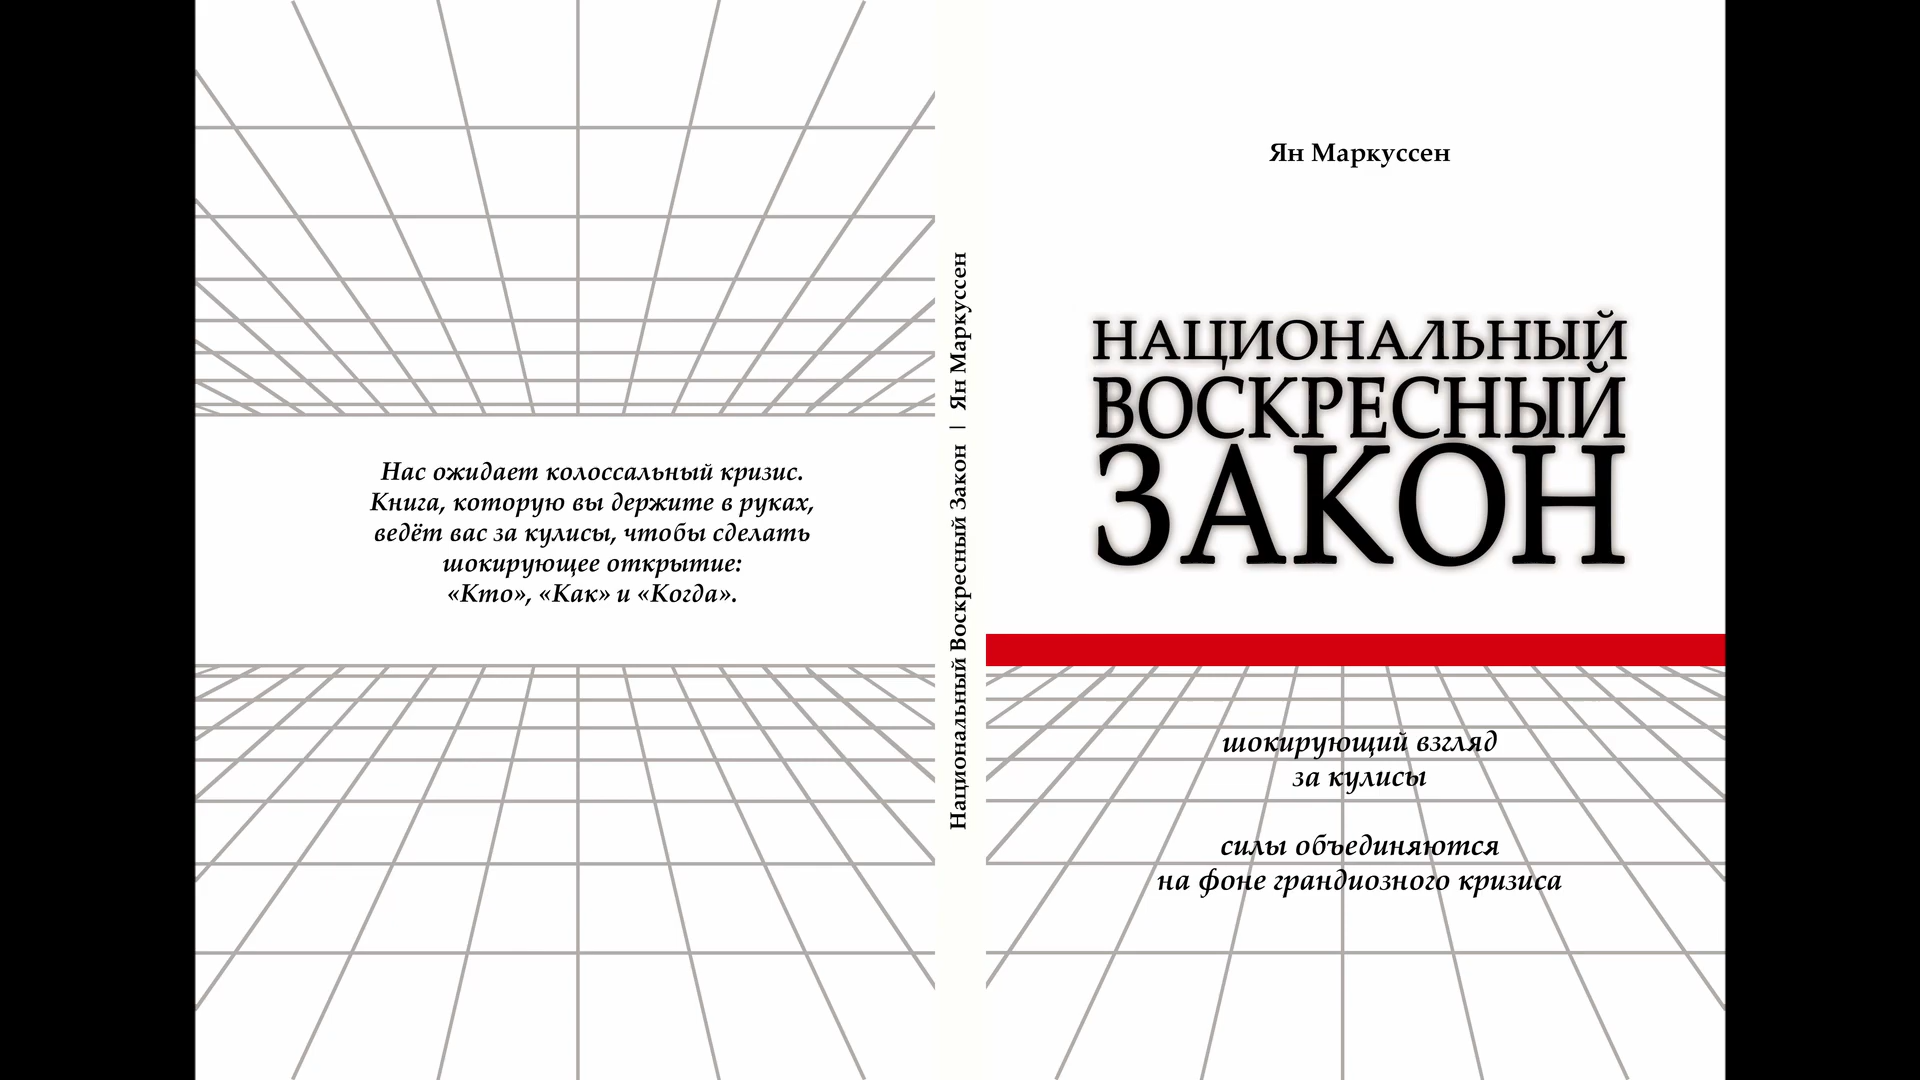 Нас ожидает колоссальный кризис.
Книга, которую вы держите в руках,
ведёт вас за кулисы, чтобы сделать
шокирующее открытие:
«Кто», «Как» и «Когда».
Национальный Воскресный Закон | Ян Маркуссен
Ян Маркуссен
НАЦИОНАЛЬНЫЙ
ВОСКРЕСНЫЙ
ЗАКОН
шокирующий взгляд
за кулисы
силы объединяются
на фоне грандиозного кризиса